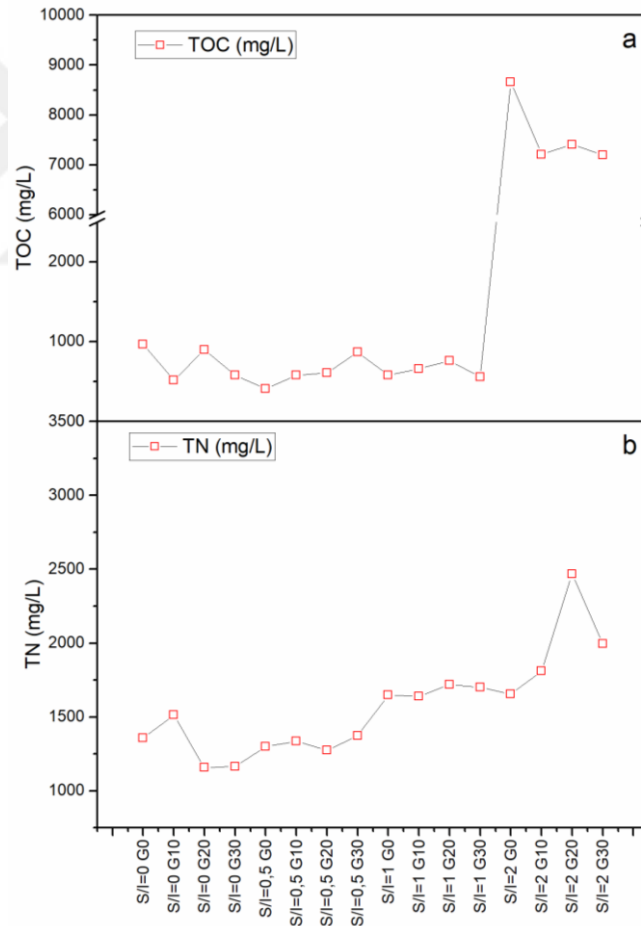 10000
TOC (mg/L)
a
9000
8000
7000
6000
TOC (mg/L)
2000
1000
3500
TN (mg/L)
b
3000
2500
TN (mg/L)
2000
1500
1000
S/I=0 G0
S/I=0 G10
S/I=0 G20
S/I=0 G30
S/I=0,5 G0
S/I=0,5 G10
S/I=0,5 G20
S/I=0,5 G30
S/I=1 G0
S/I=1 G10
S/I=1 G20
S/I=1 G30
S/I=2 G0
S/I=2 G10
S/I=2 G20
S/I=2 G30